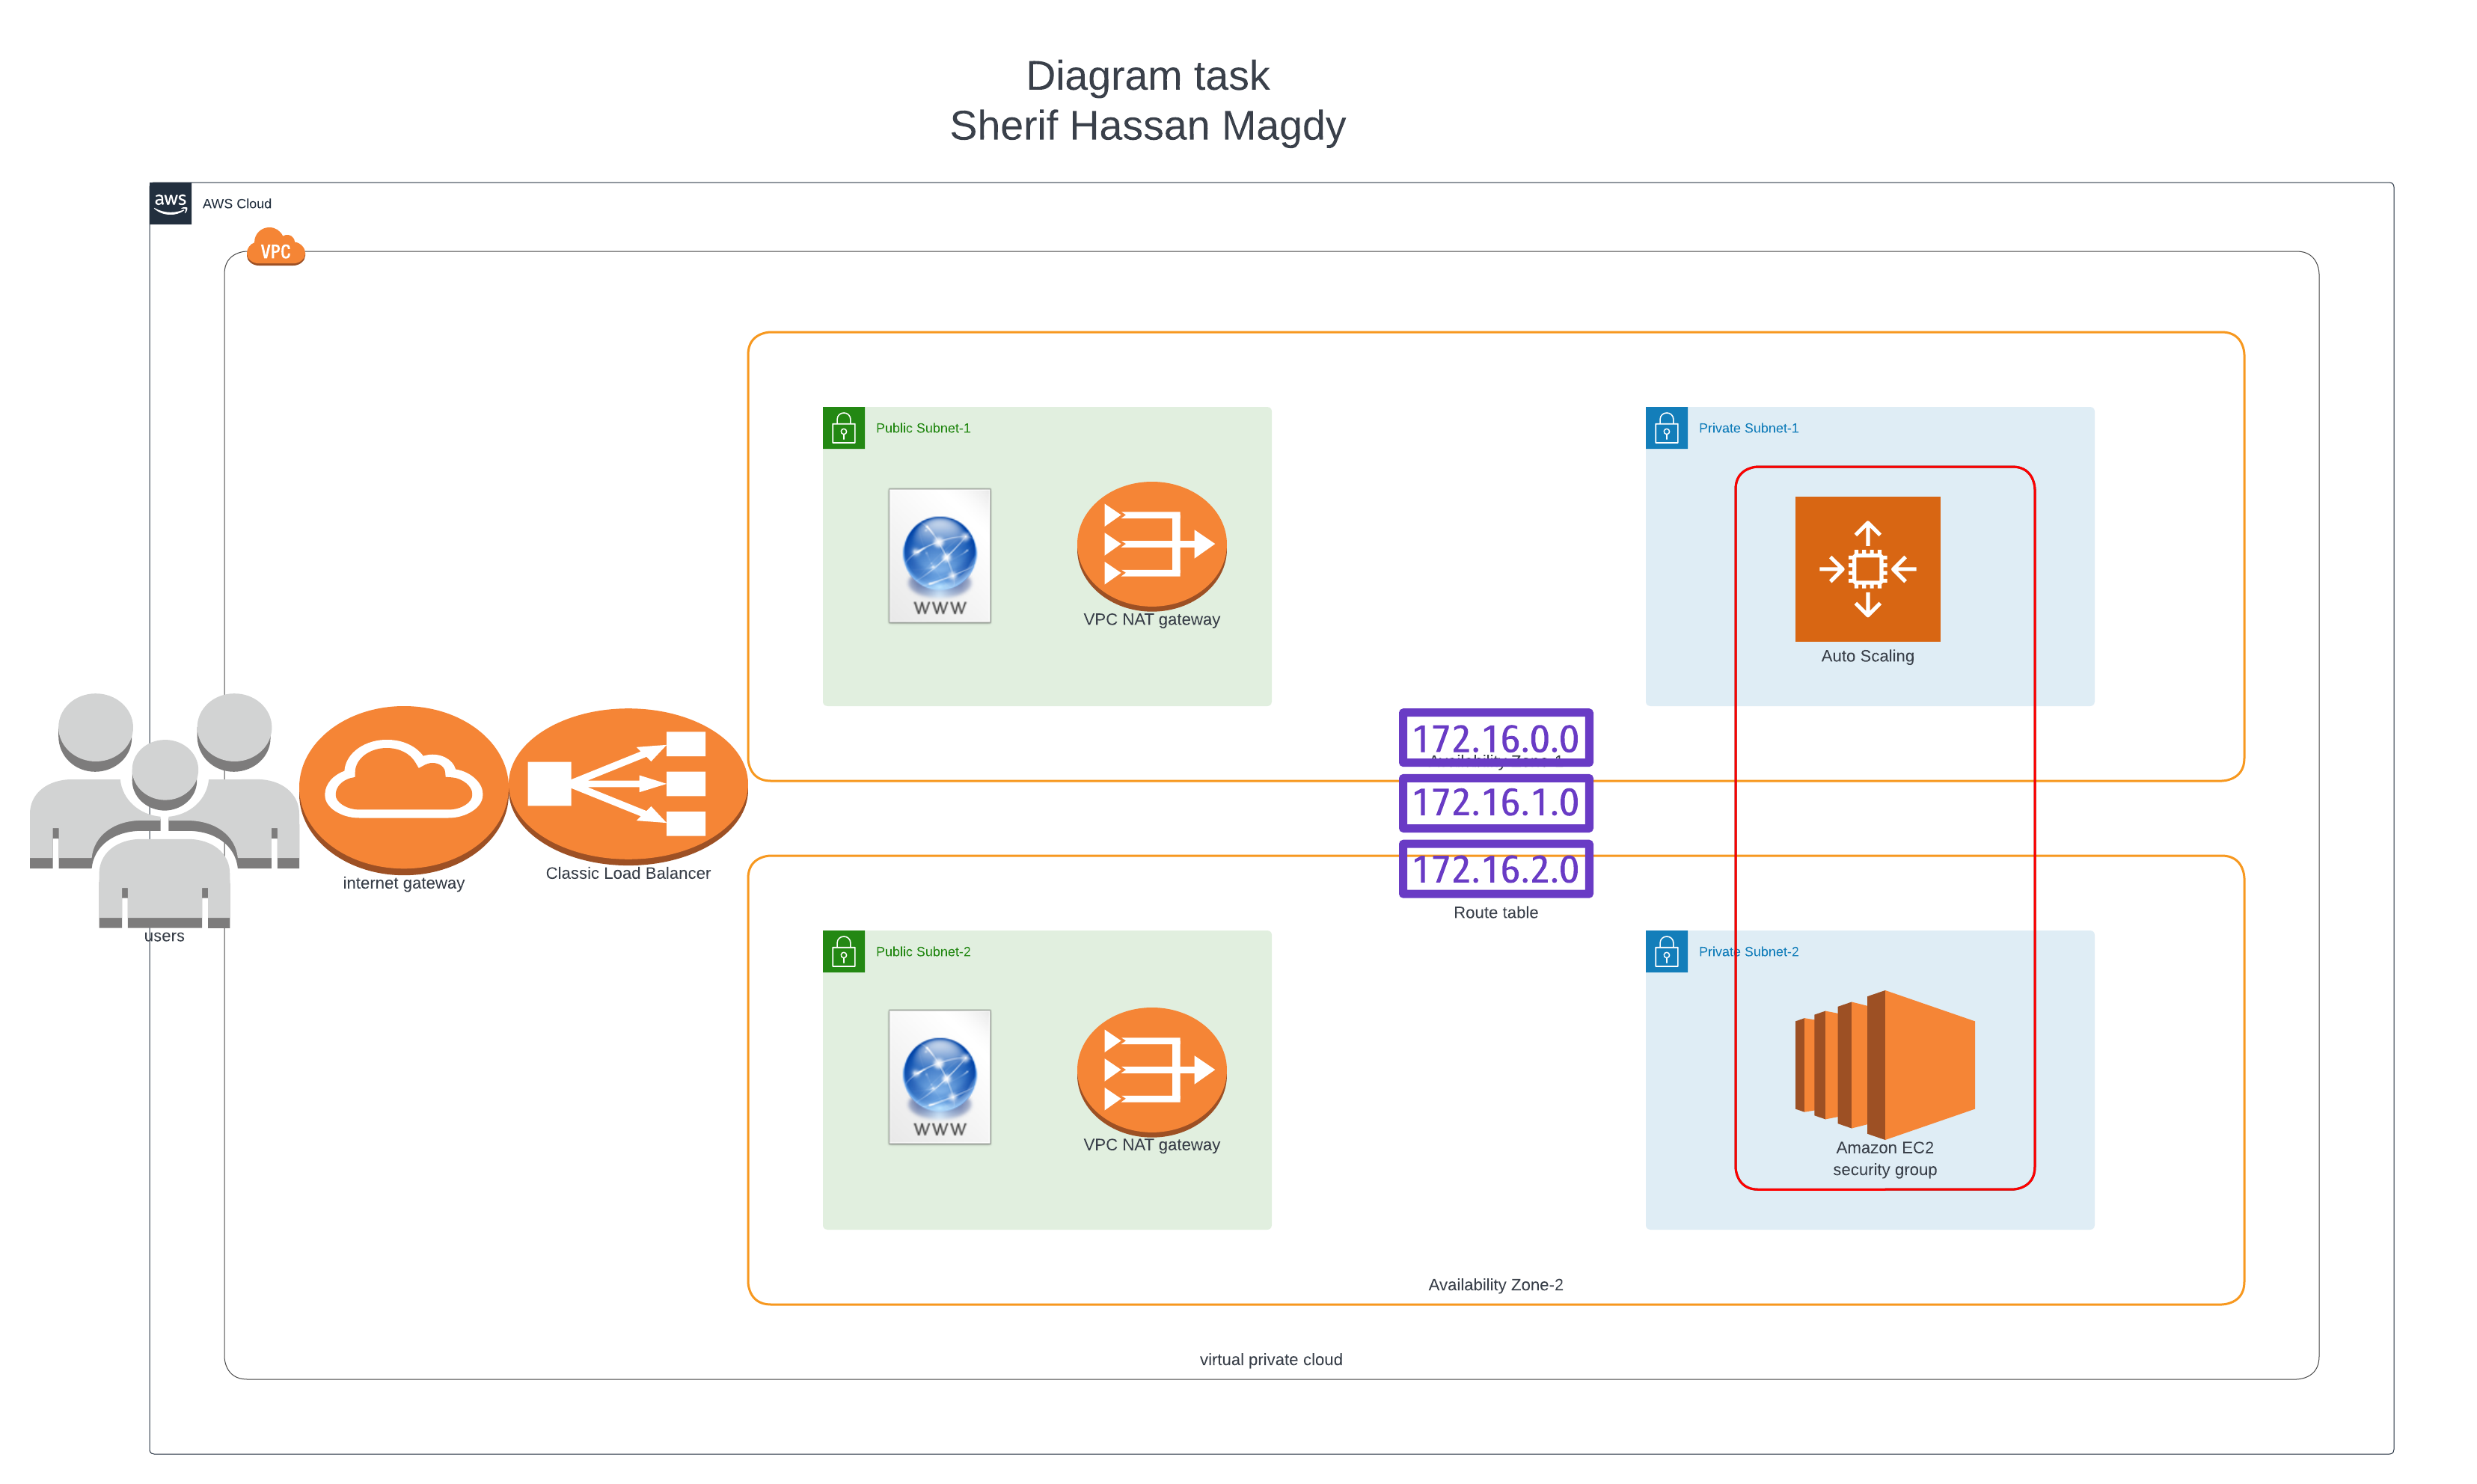 Diagram task
Sherif Hassan Magdy
aws
AWS Cloud
VPC
Public Subnet-1
Private Subnet-1
WWW
VPC NAT gateway
Auto Scaling
172.16.0.0
Availability Zone-1
172.16.1.0
172.16.2.0
Route table
internet gateway
Classic Load Balancer
users
Public Subnet-2
Private Subnet-2
WWW
VPC NAT gateway
Amazon EC2
security group
Availability Zone-2
virtual private cloud